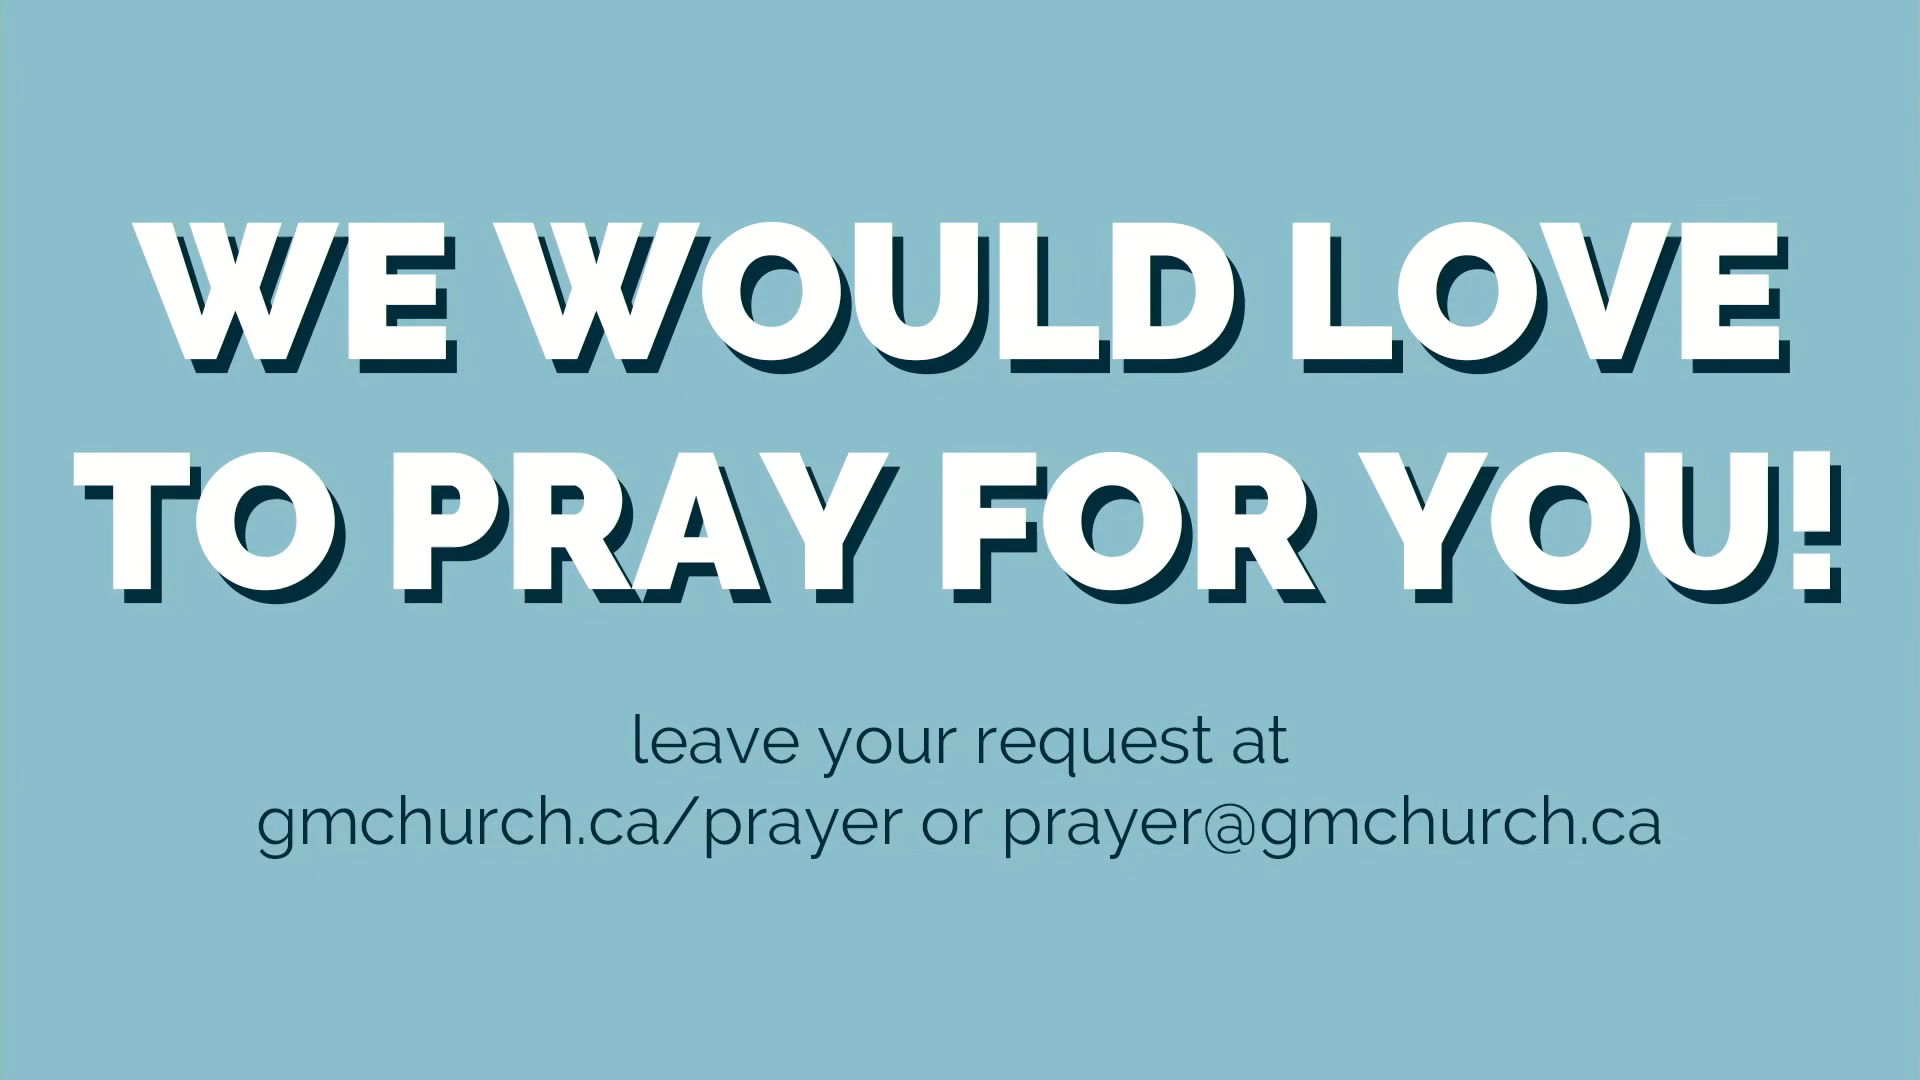 WE WOULD LOVE
TO PRAY FOR YOU!
leave your request at
gmchurch.ca/prayer or prayer@gmchurch.ca